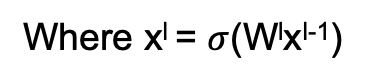 Where xˡ = σ(Wˡxˡ⁻¹)